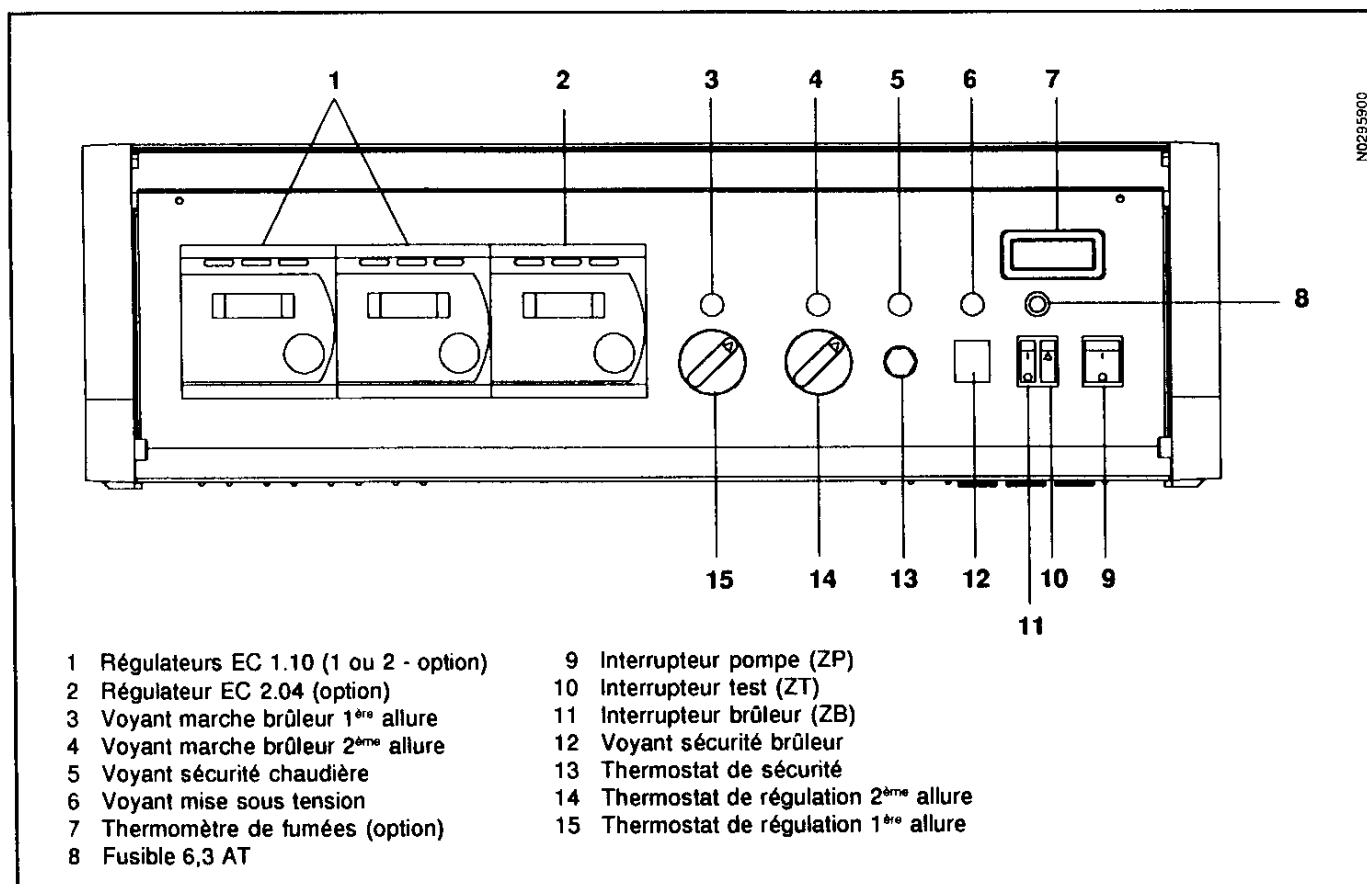 1 2 3 4 5 6 7
N0295900
8
15 14 13 12 10 9
11
1 Régulateurs EC 1.10 (1 ou 2 - option)
2 Régulateur EC 2.04 (option)
3 Voyant marche brûleur 1ère allure
4 Voyant marche brûleur 2ème allure
5 Voyant sécurité chaudière
6 Voyant mise sous tension
7 Thermomètre de fumées (option)
8 Fusible 6,3 AT
9 Interrupteur pompe (ZP)
10 Interrupteur test (ZT)
11 Interrupteur brûleur (ZB)
12 Voyant sécurité brûleur
13 Thermostat de sécurité
14 Thermostat de régulation 2ème allure
15 Thermostat de régulation 1ère allure